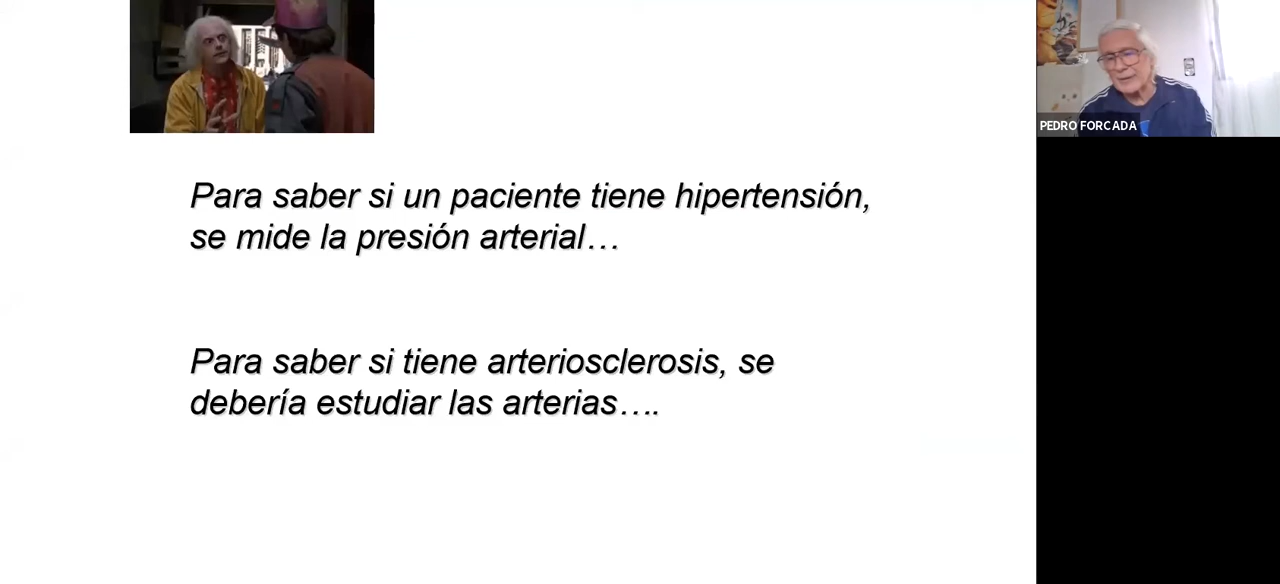 PEDRO FORCADA
Para saber si un paciente tiene hipertensión,
se mide la presión arterial…
Para saber si tiene arteriosclerosis, se
debería estudiar las arterias….